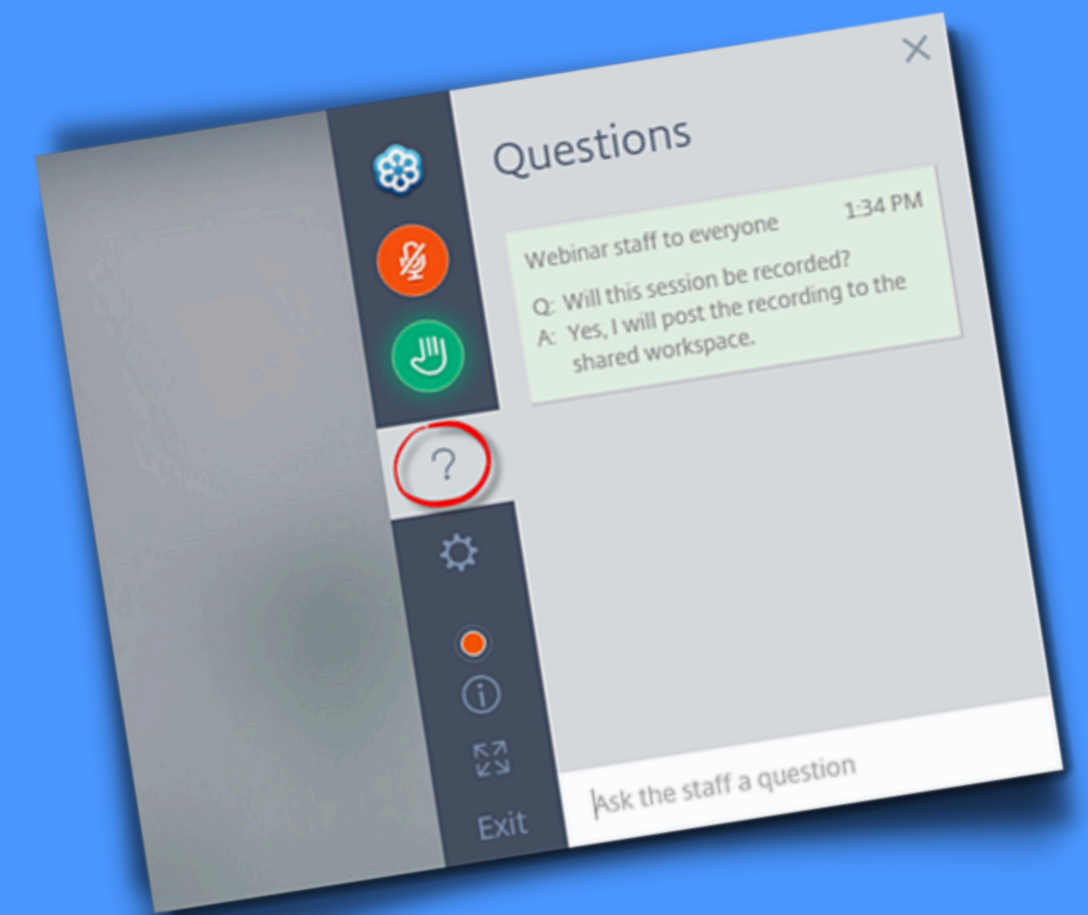 Questions
Webinar staff to everyone 1:34 PM
Q: Will this session be recorded?
A: Yes, I will post the recording to the
shared workspace.
?
Ask the staff a question
Exit